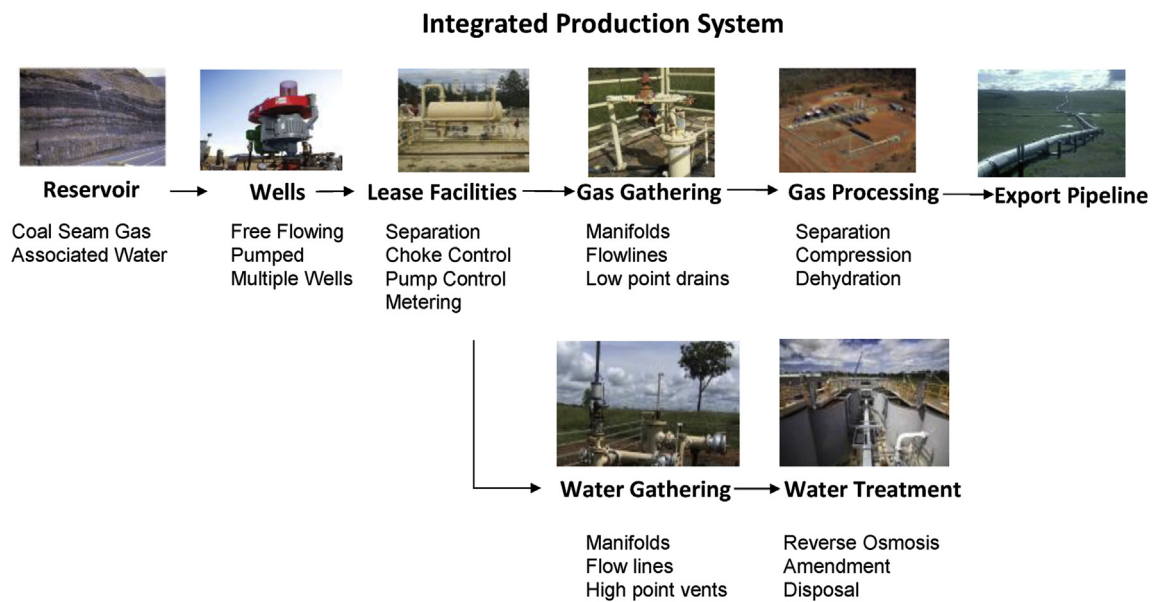 Integrated Production System
Reservoir
Coal Seam Gas
Associated Water
Wells
Free Flowing
Pumped
Multiple Wells
Lease Facilities
Separation
Choke Control
Pump Control
Metering
Gas Gathering
Manifolds
Flowlines
Low point drains
Gas Processing
Separation
Compression
Dehydration
Export Pipeline
Water Gathering
Manifolds
Flow lines
High point vents
Water Treatment
Reverse Osmosis
Amendment
Disposal